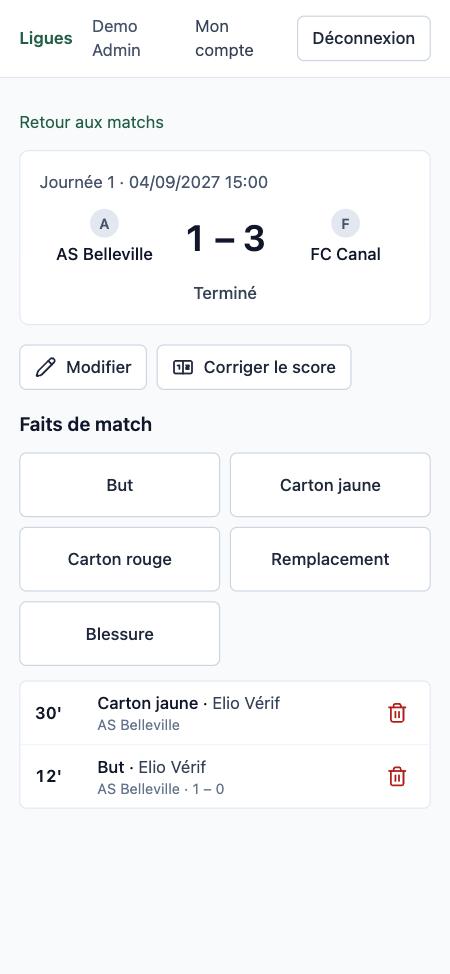 Ligues
Demo
Admin
Mon
compte
Déconnexion
Retour aux matchs
Journée 1 · 04/09/2027 15:00
A
AS Belleville
1 – 3
F
FC Canal
Terminé
Modifier
Corriger le score
Faits de match
But
Carton jaune
Carton rouge
Remplacement
Blessure
30'
Carton jaune · Elio Vérif
AS Belleville
12'
But · Elio Vérif
AS Belleville · 1 – 0